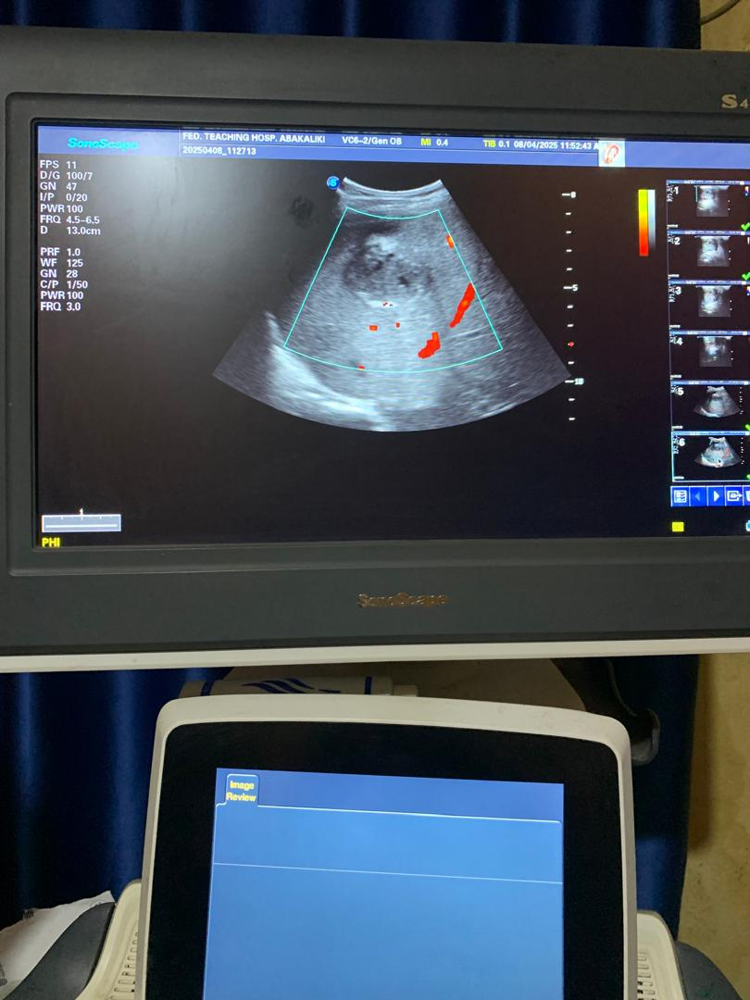 S4
SonoScape
FED. TEACHING HOSP. ABAKALIKI VC6-2/Gen OB MI 0.4 TIB 0.1 08/04/2025 11:52:43 A
20250408_112713
FPS 11
D/G 100/7
GN 47
I/P 0/20
PWR 100
FRQ 4.5-6.5
D 13.0cm
PRF 1.0
WF 125
GN 28
C/P 1/50
PWR 100
FRQ 3.0
S
0
5
10
1
2
3
4
5
6
1
PHI
SonoScape
Image
Review